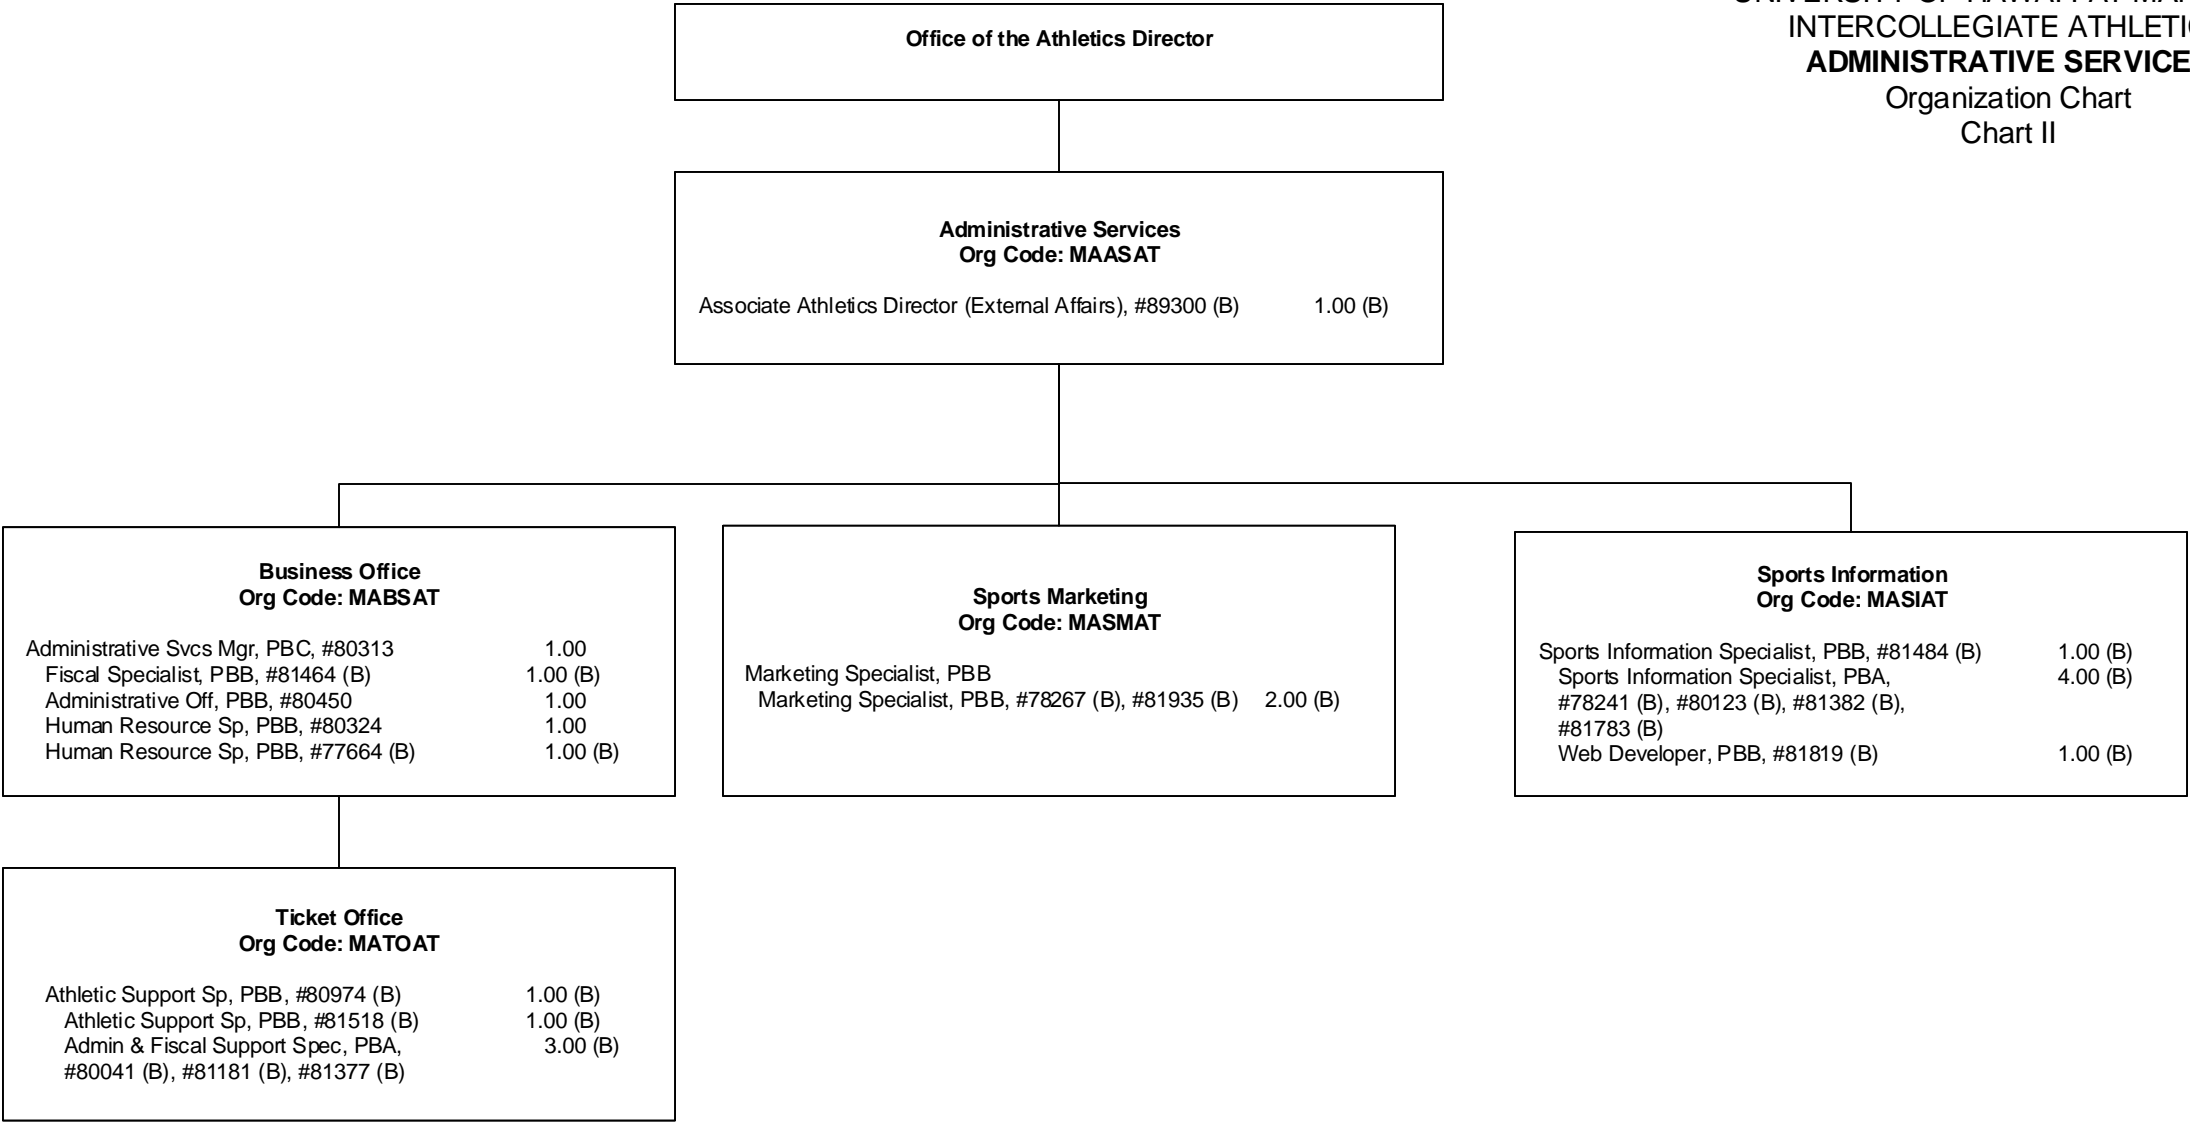 Office of the Athletics Director
INTERCOLLEGIATE
ADMINISTRATIVE
Organization Chart
Chart II
Administrative Services
Org Code: MAASAT
Associate Athletics Director (External Affairs), #89300 (B) 1.00 (B)
Business Office
Org Code: MABSAT
Administrative Svcs Mgr, PBC, #80313 1.00
Fiscal Specialist, PBB, #81464 (B) 1.00 (B)
Administrative Off, PBB, #80450 1.00
Human Resource Sp, PBB, #80324 1.00
Human Resource Sp, PBB, #77664 (B) 1.00 (B)
Sports Marketing
Org Code: MASMAT
Marketing Specialist, PBB
Marketing Specialist, PBB, #78267 (B), #81935 (B) 2.00 (B)
Sports Information
Org Code: MASIAT
Sports Information Specialist, PBB, #81484 (B) 1.00 (B)
Sports Information Specialist, PBA, 4.00 (B)
#78241 (B), #80123 (B), #81382 (B),
#81783 (B)
Web Developer, PBB, #81819 (B) 1.00 (B)
Ticket Office
Org Code: MATOAT
Athletic Support Sp, PBB, #80974 (B) 1.00 (B)
Athletic Support Sp, PBB, #81518 (B) 1.00 (B)
Admin & Fiscal Support Spec, PBA, 3.00 (B)
#80041 (B), #81181 (B), #81377 (B)